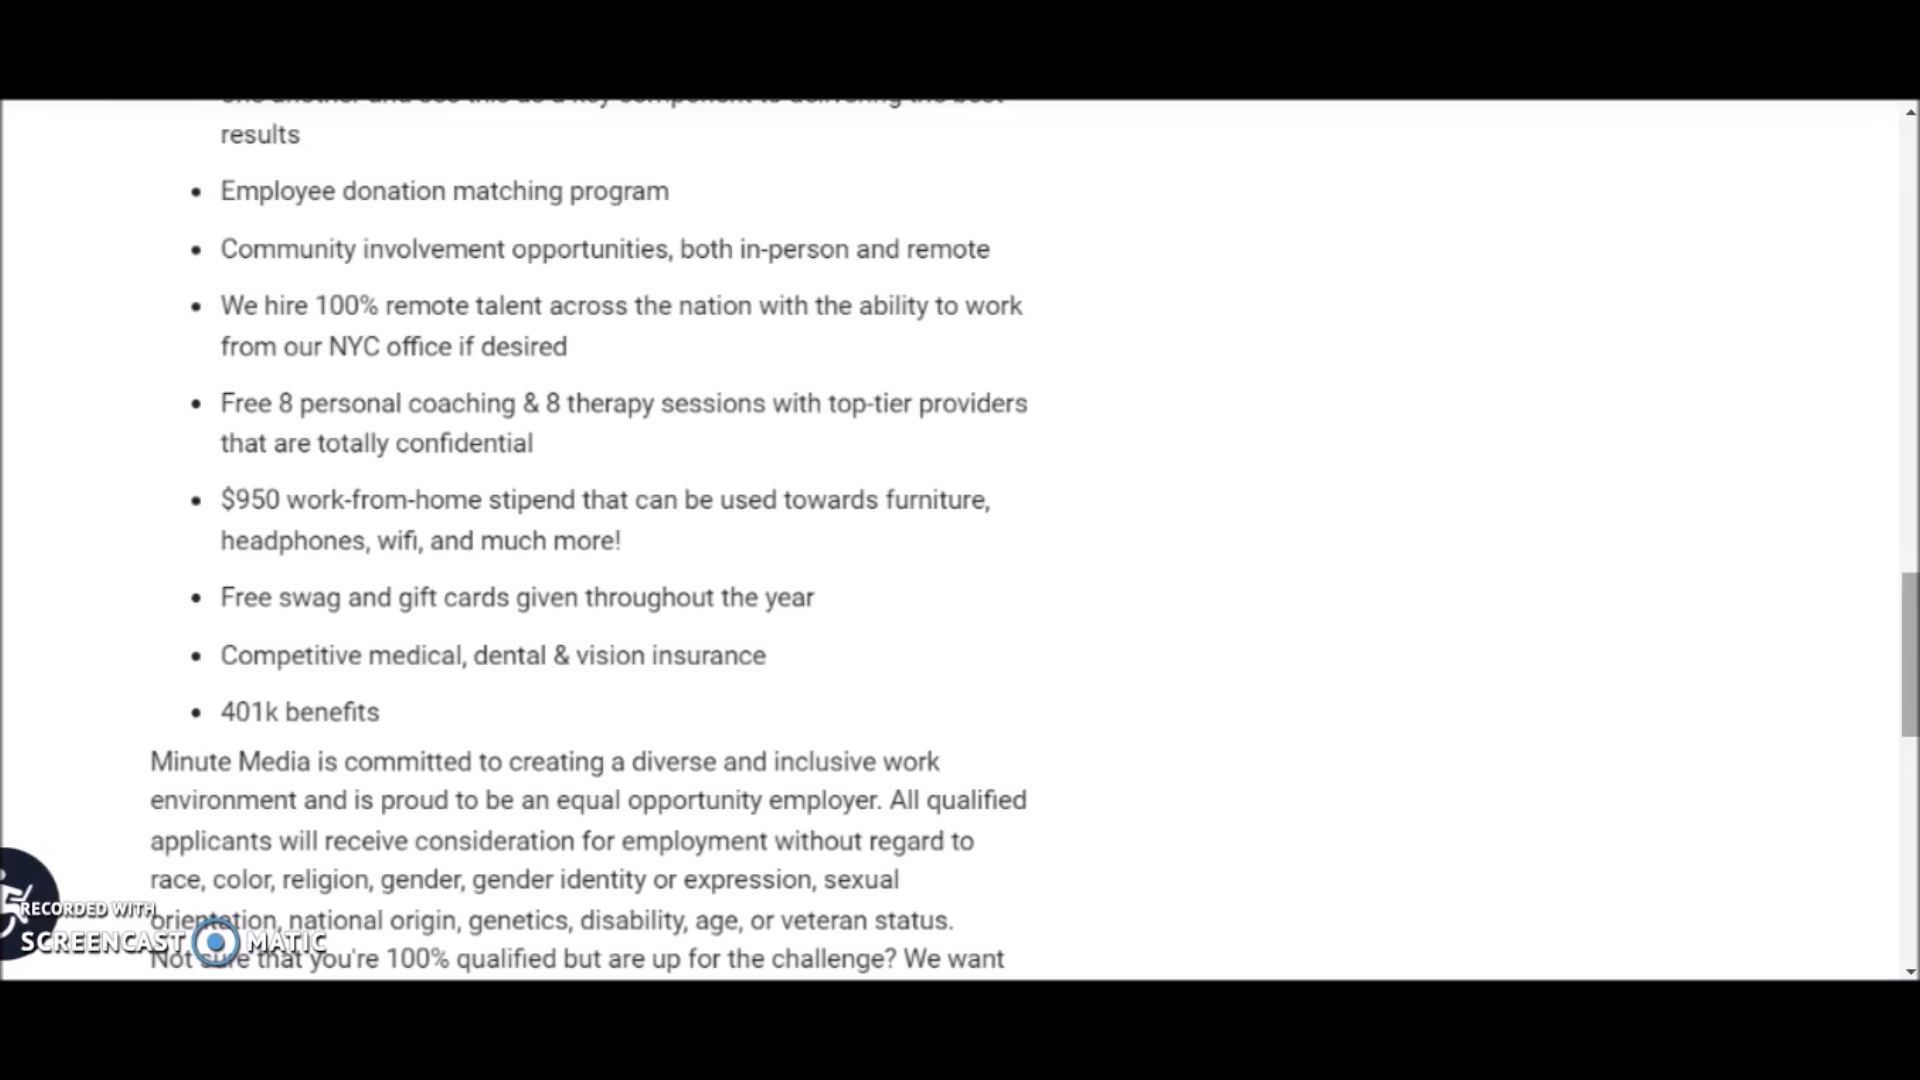 results
• Employee donation matching program
• Community involvement opportunities, both in-person and remote
• We hire 100% remote talent across the nation with the ability to work
from our NYC office if desired
• Free 8 personal coaching & 8 therapy sessions with top-tier providers
that are totally confidential
• $950 work-from-home stipend that can be used towards furniture,
headphones, wifi, and much more!
• Free swag and gift cards given throughout the year
• Competitive medical, dental & vision insurance
• 401k benefits
Minute Media is committed to creating a diverse and inclusive work
environment and is proud to be an equal opportunity employer. All qualified
applicants will receive consideration for employment without regard to
race, color, religion, gender, gender identity or expression, sexual
orientation, national origin, genetics, disability, age, or veteran status.
Not sure that you're 100% qualified but are up for the challenge? We want
RECORDED WITH
SCREENCAST MATIC